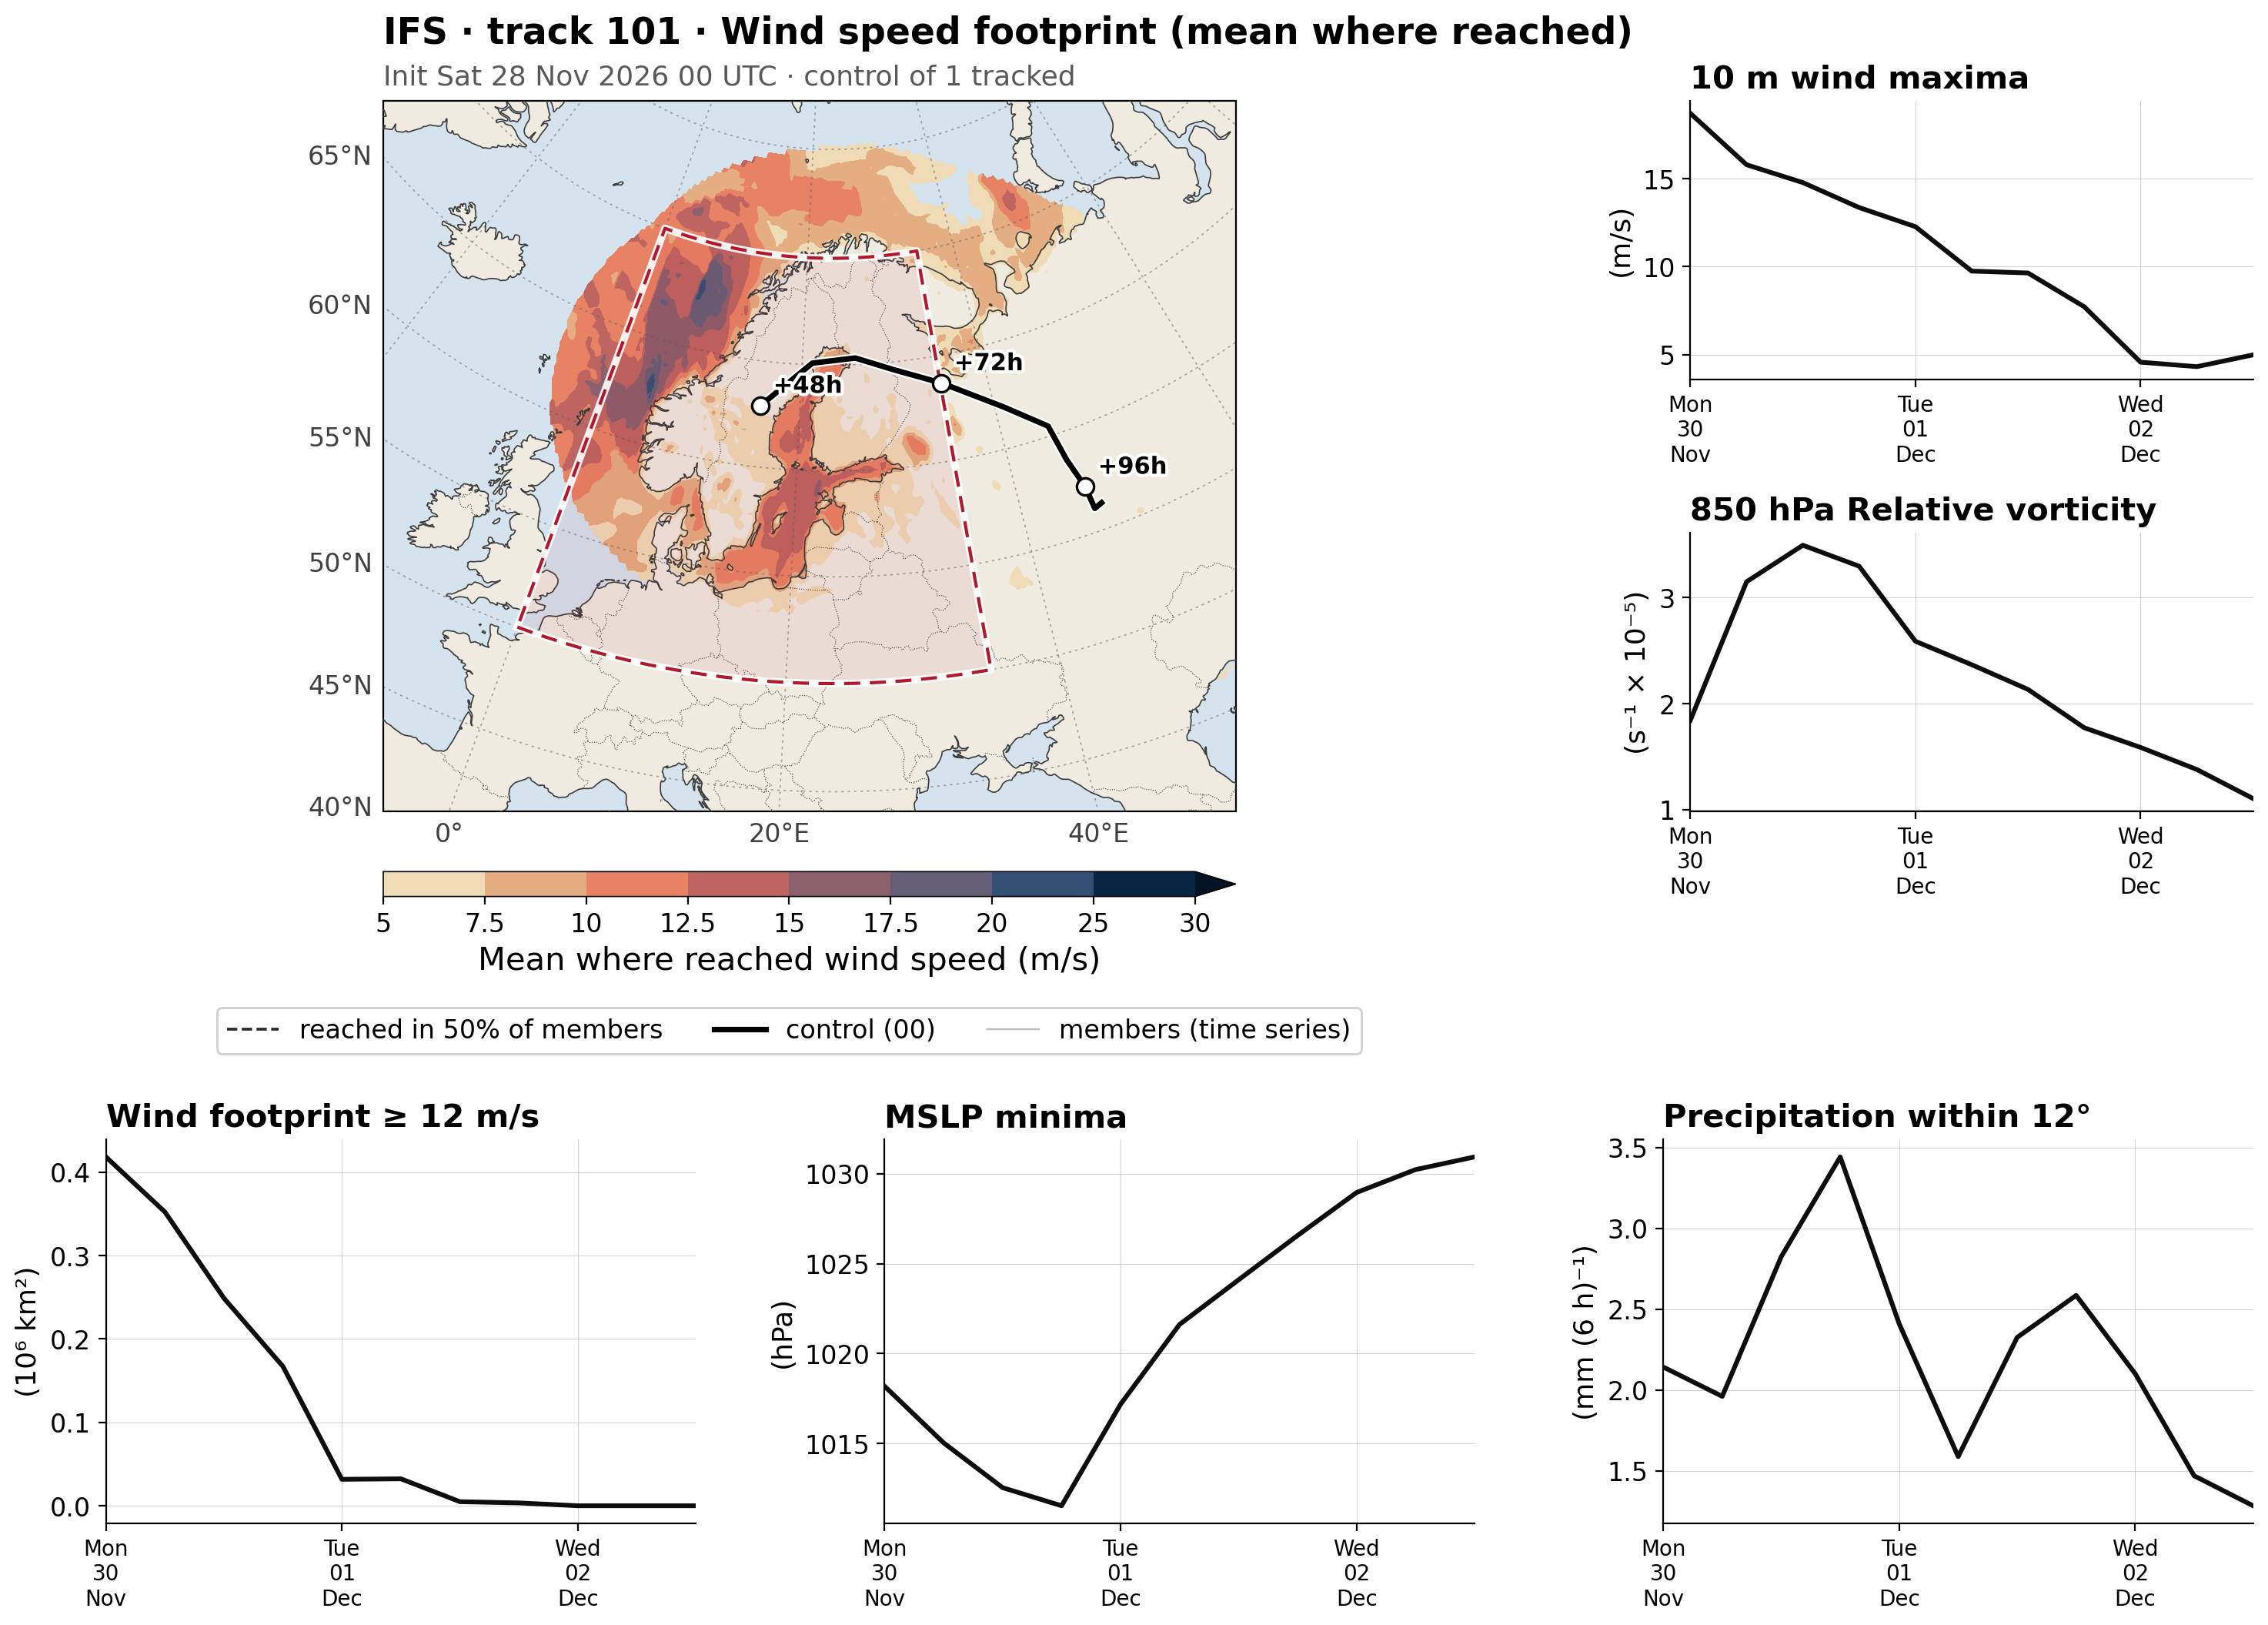 IFS · track 101 · Wind speed footprint (mean where reached)
Init Sat 28 Nov 2026 00 UTC · control of 1 tracked
65°N
60°N
55°N
50°N
45°N
40°N
0°
20°E
40°E
+48h
+72h
+96h
5
7.5
10
12.5
15
17.5
20
25
30
Mean where reached wind speed (m/s)
reached in 50% of members
control (00)
members (time series)
10 m wind maxima
(m/s)
15
10
5
Mon
30
Nov
Tue
01
Dec
Wed
02
Dec
850 hPa Relative vorticity
(s⁻¹ × 10⁻⁵)
3
2
1
Mon
30
Nov
Tue
01
Dec
Wed
02
Dec
Wind footprint ≥ 12 m/s
(10⁶ km²)
0.4
0.3
0.2
0.1
0.0
Mon
30
Nov
Tue
01
Dec
Wed
02
Dec
MSLP minima
(hPa)
1030
1025
1020
1015
Mon
30
Nov
Tue
01
Dec
Wed
02
Dec
Precipitation within 12°
(mm (6 h)⁻¹)
3.5
3.0
2.5
2.0
1.5
Mon
30
Nov
Tue
01
Dec
Wed
02
Dec